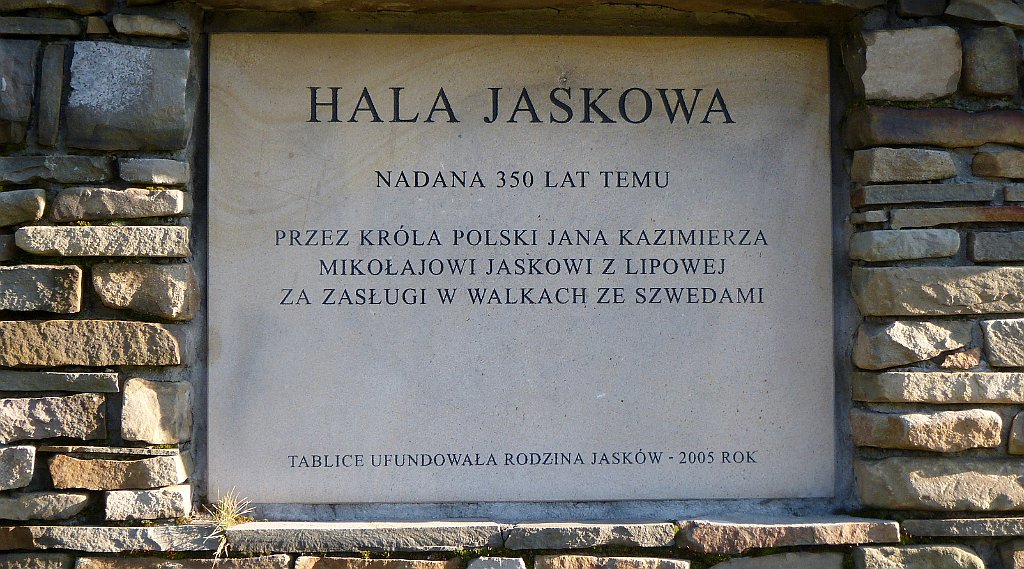 HALA JASKOWA
NADANA 350 LAT TEMU
PRZEZ KRÓLA POLSKI JANA KAZIMIERZA
MIKOŁAJOWI JASKOWI Z LIPOWEJ
ZA ZASŁUGI W WALKACH ZE SZWEDAMI
TABLICE UFUNDOWAŁA RODZINA JASKÓW - 2005 ROK